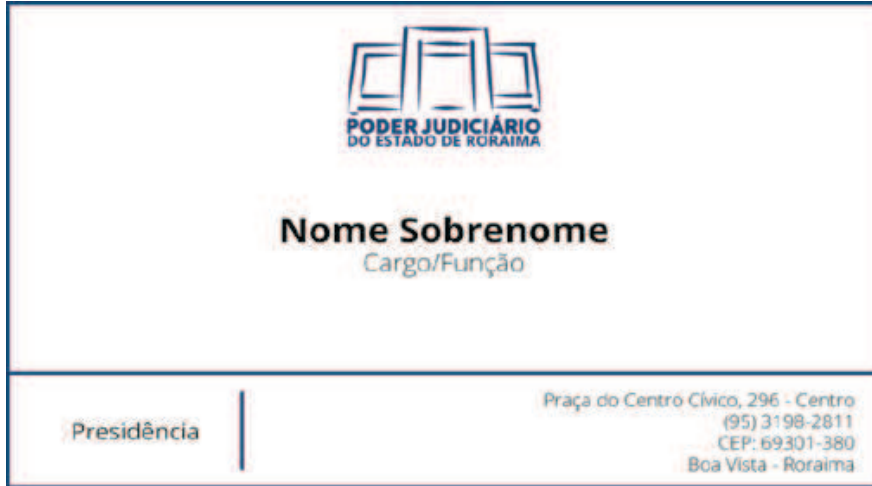 PODER JUDICIÁRIO
DO ESTADO DE RORAIMA
Nome Sobrenome
Cargo/Função
Presidência
Praça do Centro Cívico, 296 - Centro
(95) 3198-2811
CEP: 69301-380
Boa Vista - Roraima